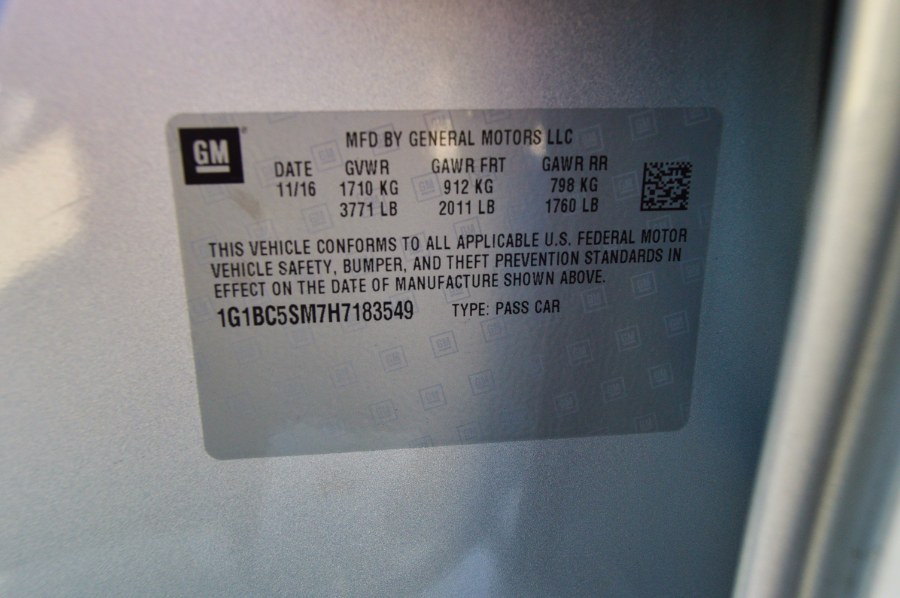 GM
MFD BY GENERAL MOTORS LLC
DATE GVWR GAWR FRT GAWR RR
11/16 1710 KG 912 KG 798 KG
3771 LB 2011 LB 1760 LB
THIS VEHICLE CONFORMS TO ALL APPLICABLE U.S. FEDERAL MOTOR
VEHICLE SAFETY, BUMPER, AND THEFT PREVENTION STANDARDS IN
EFFECT ON THE DATE OF MANUFACTURE SHOWN ABOVE.
1G1BC5SM7H7183549 TYPE: PASS CAR